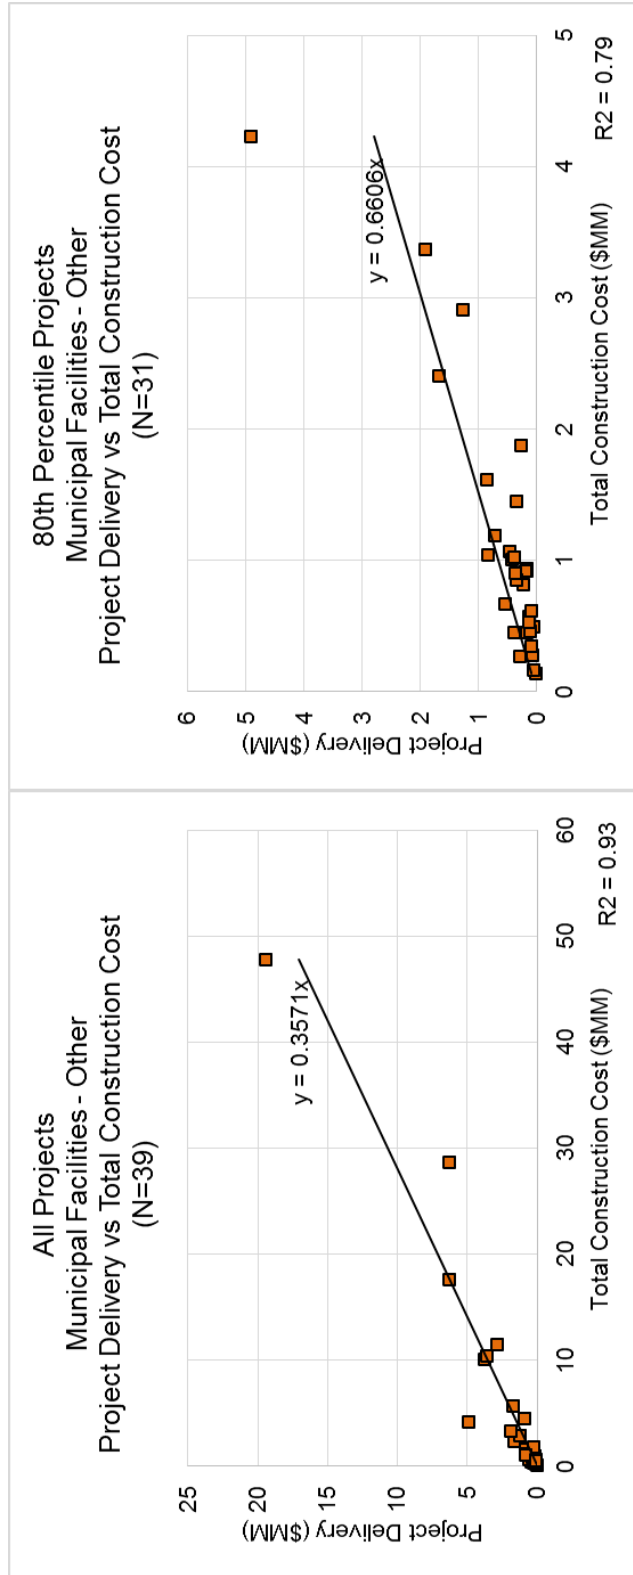 All Projects
Municipal Facilities - Other
Project Delivery vs Total Construction Cost
(N=39)
Project Delivery ($MM)
25
20
15
10
5
0
y = 0.3571x
0 10 20 30 40 50 60
Total Construction Cost ($MM)
R2 = 0.93
80th Percentile Projects
Municipal Facilities - Other
Project Delivery vs Total Construction Cost
(N=31)
Project Delivery ($MM)
6
5
4
3
2
1
0
y = 0.6606x
0 1 2 3 4 5
Total Construction Cost ($MM)
R2 = 0.79